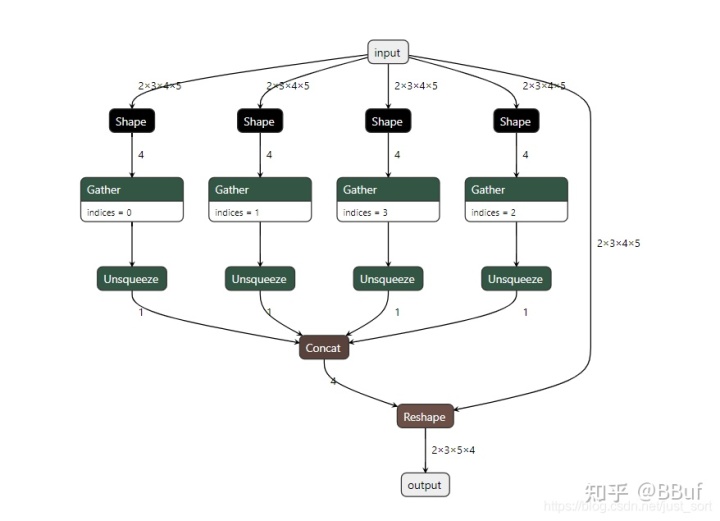 input
2×3×4×5
2×3×4×5
2×3×4×5
2×3×4×5
Shape
Shape
Shape
Shape
4
4
4
4
Gather
Gather
Gather
Gather
indices = 0
indices = 1
indices = 3
indices = 2
2×3×4×5
Unsqueeze
Unsqueeze
Unsqueeze
Unsqueeze
1
1
1
1
Concat
4
Reshape
2×3×5×4
output
知乎 @BBuf
https://blog.csdn.net/just_sort